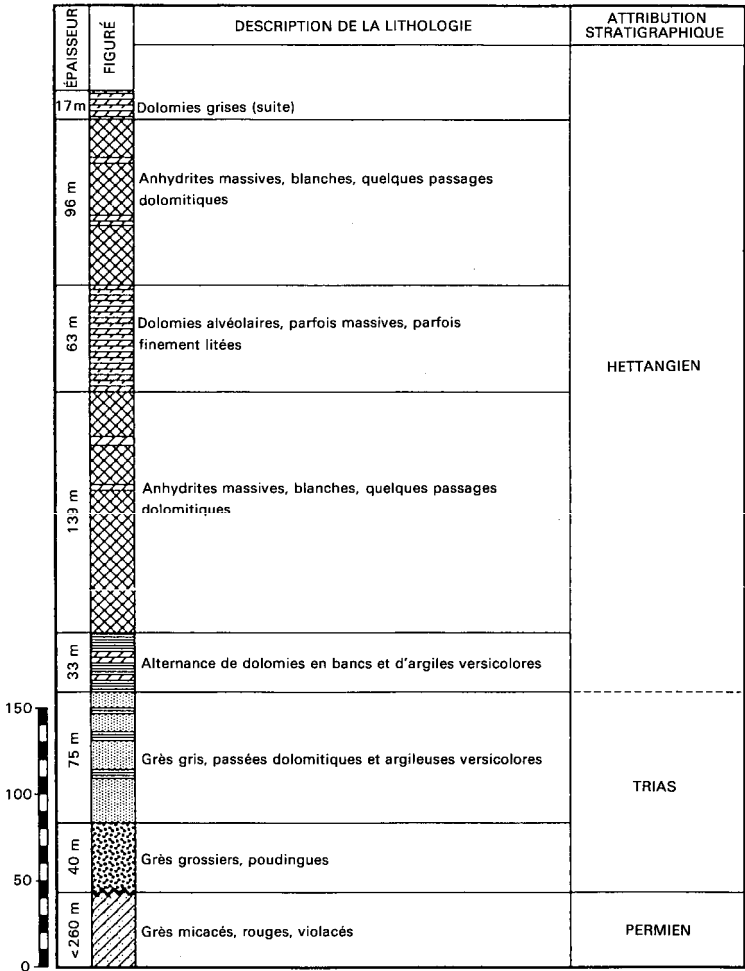 ÉPAISSEUR
FIGURÉ
DESCRIPTION DE LA LITHOLOGIE
ATTRIBUTION
STRATIGRAPHIQUE
17m
Dolomies grises (suite)
96 m
Anhydrites massives, blanches, quelques passages
dolomitiques
63 m
Dolomies alvéolaires, parfois massives, parfois
finement litées
HETTANGIEN
139 m
Anhydrites massives, blanches, quelques passages
dolomitiques
33 m
Alternance de dolomies en bancs et d'argiles versicolores
150
75 m
Grès gris, passées dolomitiques et argileuses versicolores
TRIAS
100
40 m
Grès grossiers, poudingues
50
<260 m
Grès micacés, rouges, violacés
PERMIEN
0